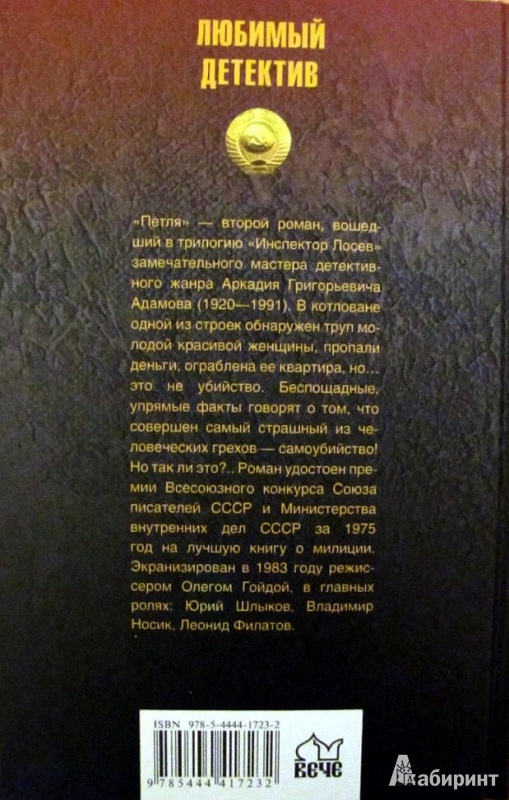 ЛЮБИМЫЙ
ДЕТЕКТИВ
«Петля» — второй роман, вошед-
ший в трилогию «Инспектор Лосев»
замечательного мастера детектив-
ного жанра Аркадия Григорьевича
Адамова (1920—1991). В котловане
одной из строек обнаружен труп мо-
лодой красивой женщины, пропали
деньги, ограблена ее квартира, но...
это не убийство. Беспощадные,
упрямые факты говорят о том, что
совершен самый страшный из че-
ловеческих грехов — самоубийство!
Но так ли это?.. Роман удостоен пре-
мии Всесоюзного конкурса Союза
писателей СССР и Министерства
внутренних дел СССР за 1975
год на лучшую книгу о милиции.
Экранизирован в 1983 году режис-
сером Олегом Гойдой, в главных
ролях: Юрий Шлыков, Владимир
Носик, Леонид Филатов.
ISBN 978-5-4444-1723-2
9 785444 417232
ВЕЧЕ
Лабиринт